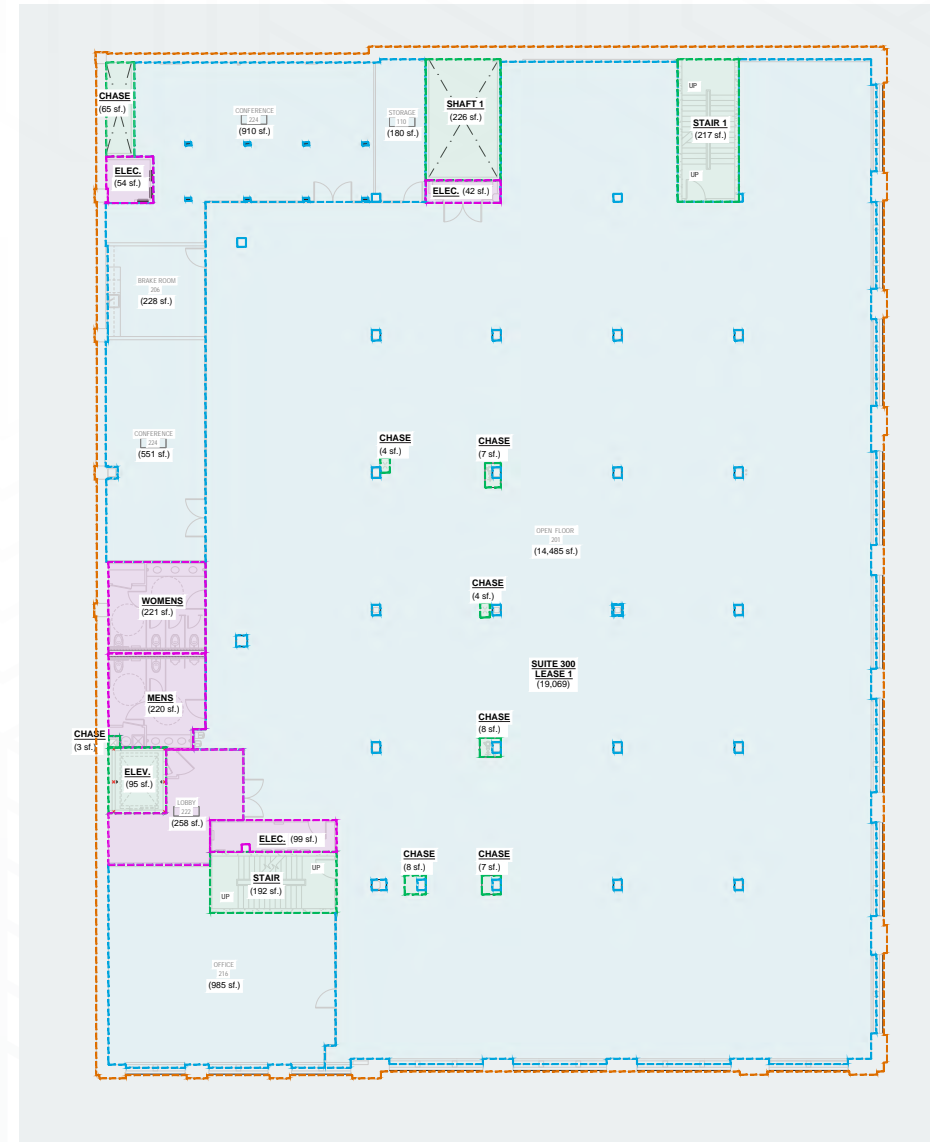 CHASE
(65 sf.)
CONFERENCE
224
(910 sf.)
STORAGE
110
(180 sf.)
SHAFT 1
(226 sf.)
UP
STAIR 1
(217 sf.)
UP
ELEC.
(54 sf.)
ELEC. (42 sf.)
BRAKE ROOM
206
(228 sf.)
CONFERENCE
224
(551 sf.)
CHASE
(4 sf.)
CHASE
(7 sf.)
OPEN FLOOR
201
(14,485 sf.)
CHASE
(4 sf.)
WOMENS
(221 sf.)
SUITE 300
LEASE 1
(19,069)
MENS
(220 sf.)
CHASE
(3 sf.)
CHASE
(8 sf.)
ELEV.
(95 sf.)
LOBBY
222
(258 sf.)
ELEC. (99 sf.)
CHASE
(8 sf.)
CHASE
(7 sf.)
STAIR
(192 sf.)
UP
UP
OFFICE
216
(985 sf.)